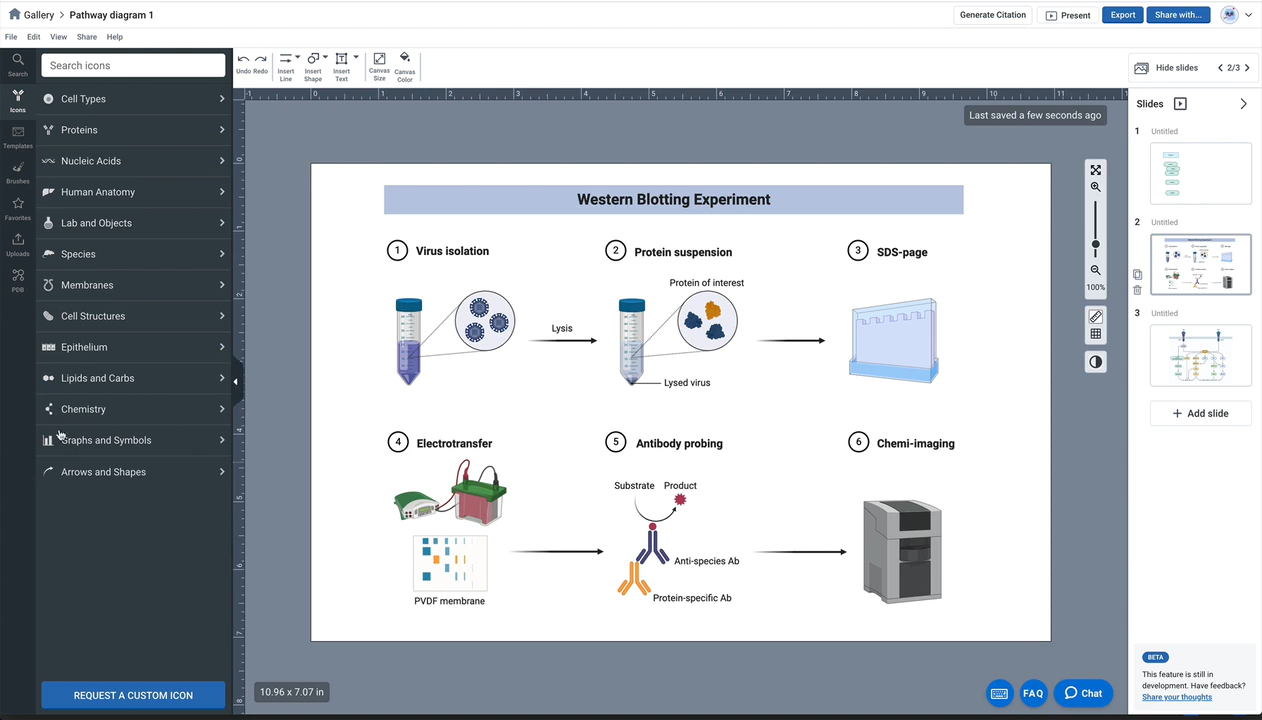 Gallery > Pathway diagram 1
Generate Citation
Present
Export
Share with...
File Edit View Share Help
Search
Icons
Templates
Brushes
Favorites
Uploads
PDB
Search icons
Cell Types
Proteins
Nucleic Acids
Human Anatomy
Lab and Objects
Species
Membranes
Cell Structures
Epithelium
Lipids and Carbs
Chemistry
Graphs and Symbols
Arrows and Shapes
REQUEST A CUSTOM ICON
Undo Redo
Insert Line
Insert Shape
Insert Text
Canvas Size
Canvas Color
Last saved a few seconds ago
Western Blotting Experiment
1 Virus isolation
2 Protein suspension
3 SDS-page
Protein of interest
Lysis
Lysed virus
4 Electrotransfer
5 Antibody probing
6 Chemi-imaging
Substrate Product
Anti-species Ab
Protein-specific Ab
PVDF membrane
10.96 x 7.07 in
100%
FAQ
Chat
Hide slides
2/3
Slides
1 Untitled
2 Untitled
3 Untitled
+ Add slide
BETA
This feature is still in
development. Have feedback?
Share your thoughts